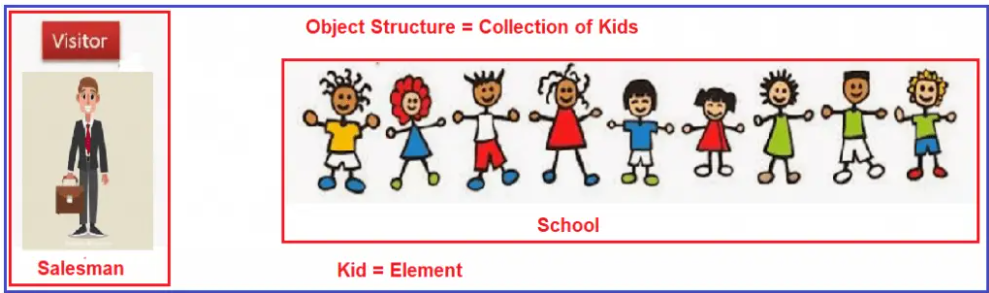 Visitor
Object Structure = Collection of Kids
School
Salesman
Kid = Element